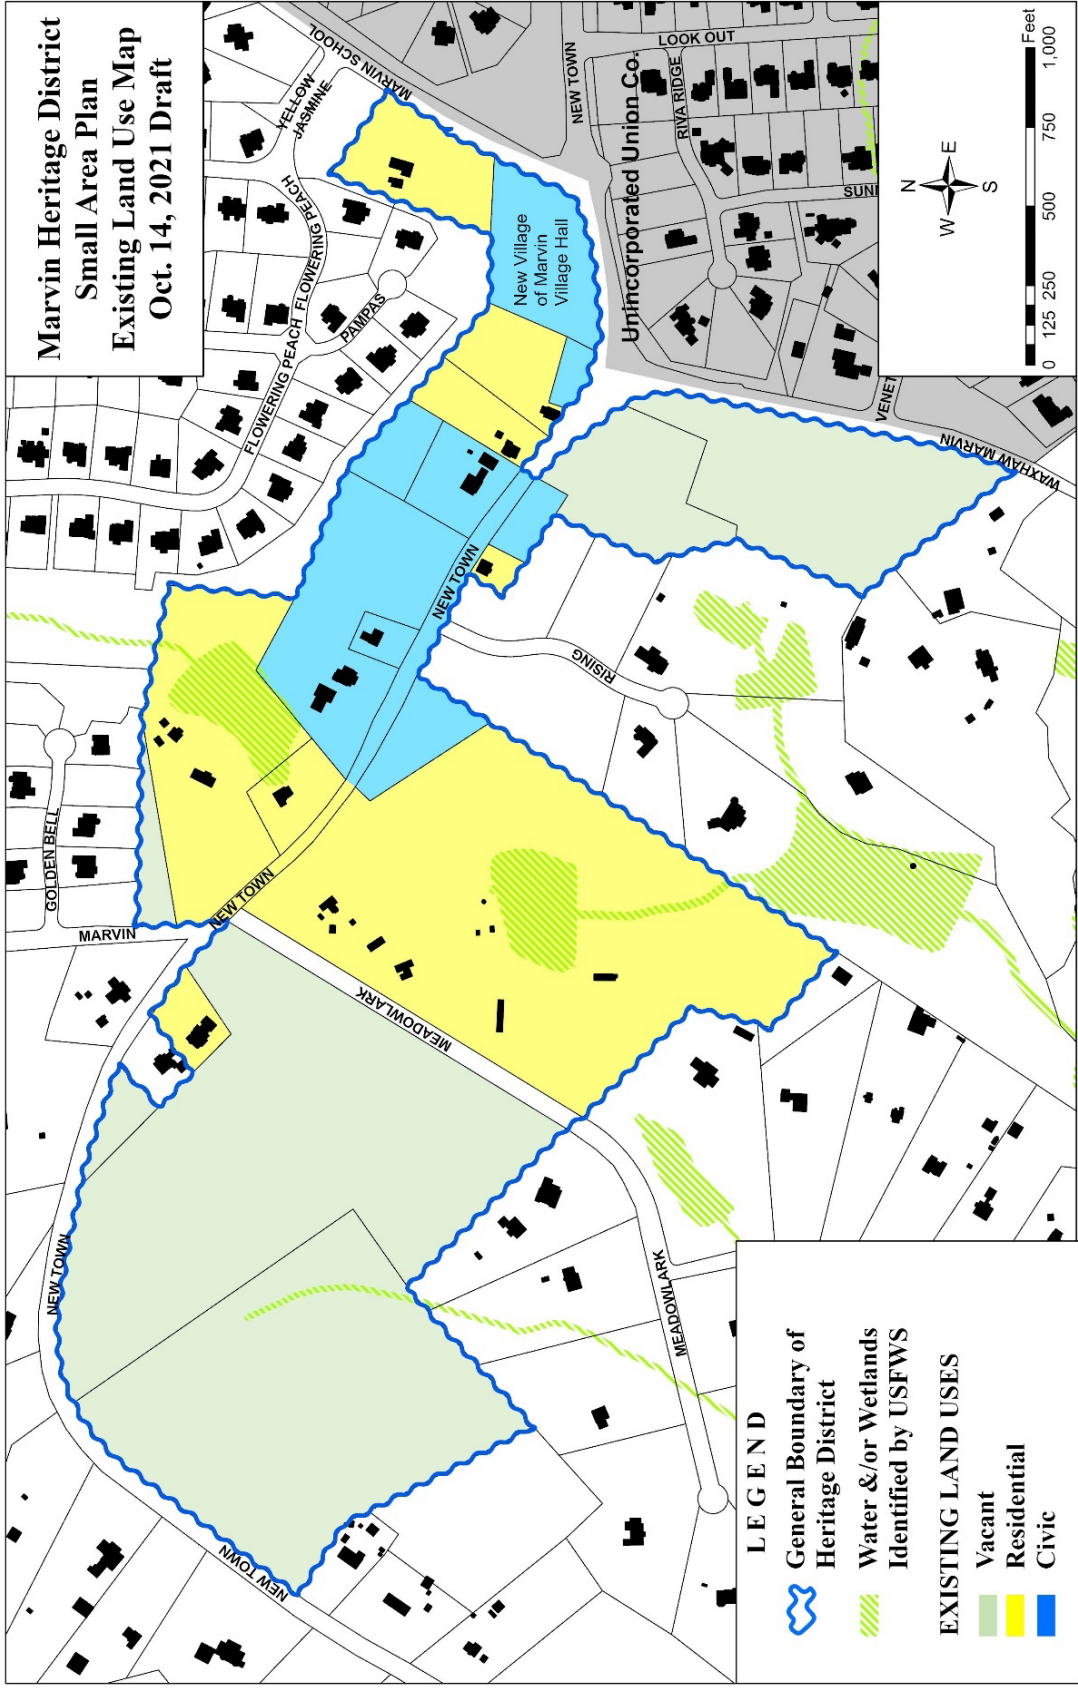 Marvin Heritage District
Small Area Plan
Existing Land Use Map
Oct. 14, 2021 Draft
MARVIN SCHOOL
YELLOW
JASMINE
FLOWERING PEACH
FLOWERING PEACH
PAMPAS
GOLDEN BELL
MARVIN
NEW TOWN
NEW TOWN
NEW TOWN
NEW TOWN
NEW TOWN
LOOK OUT
RIVA RIDGE
SUNI
Unincorporated Union Co.
New Village
of Marvin
Village Hall
VENET
WAXHAW MARVIN
RISING
MEADOWLARK
MEADOWLARK
N
W
E
S
0 125 250 500 750 1,000
Feet
L E G E N D
General Boundary of
Heritage District
Water &/or Wetlands
Identified by USFWS
EXISTING LAND USES
Vacant
Residential
Civic